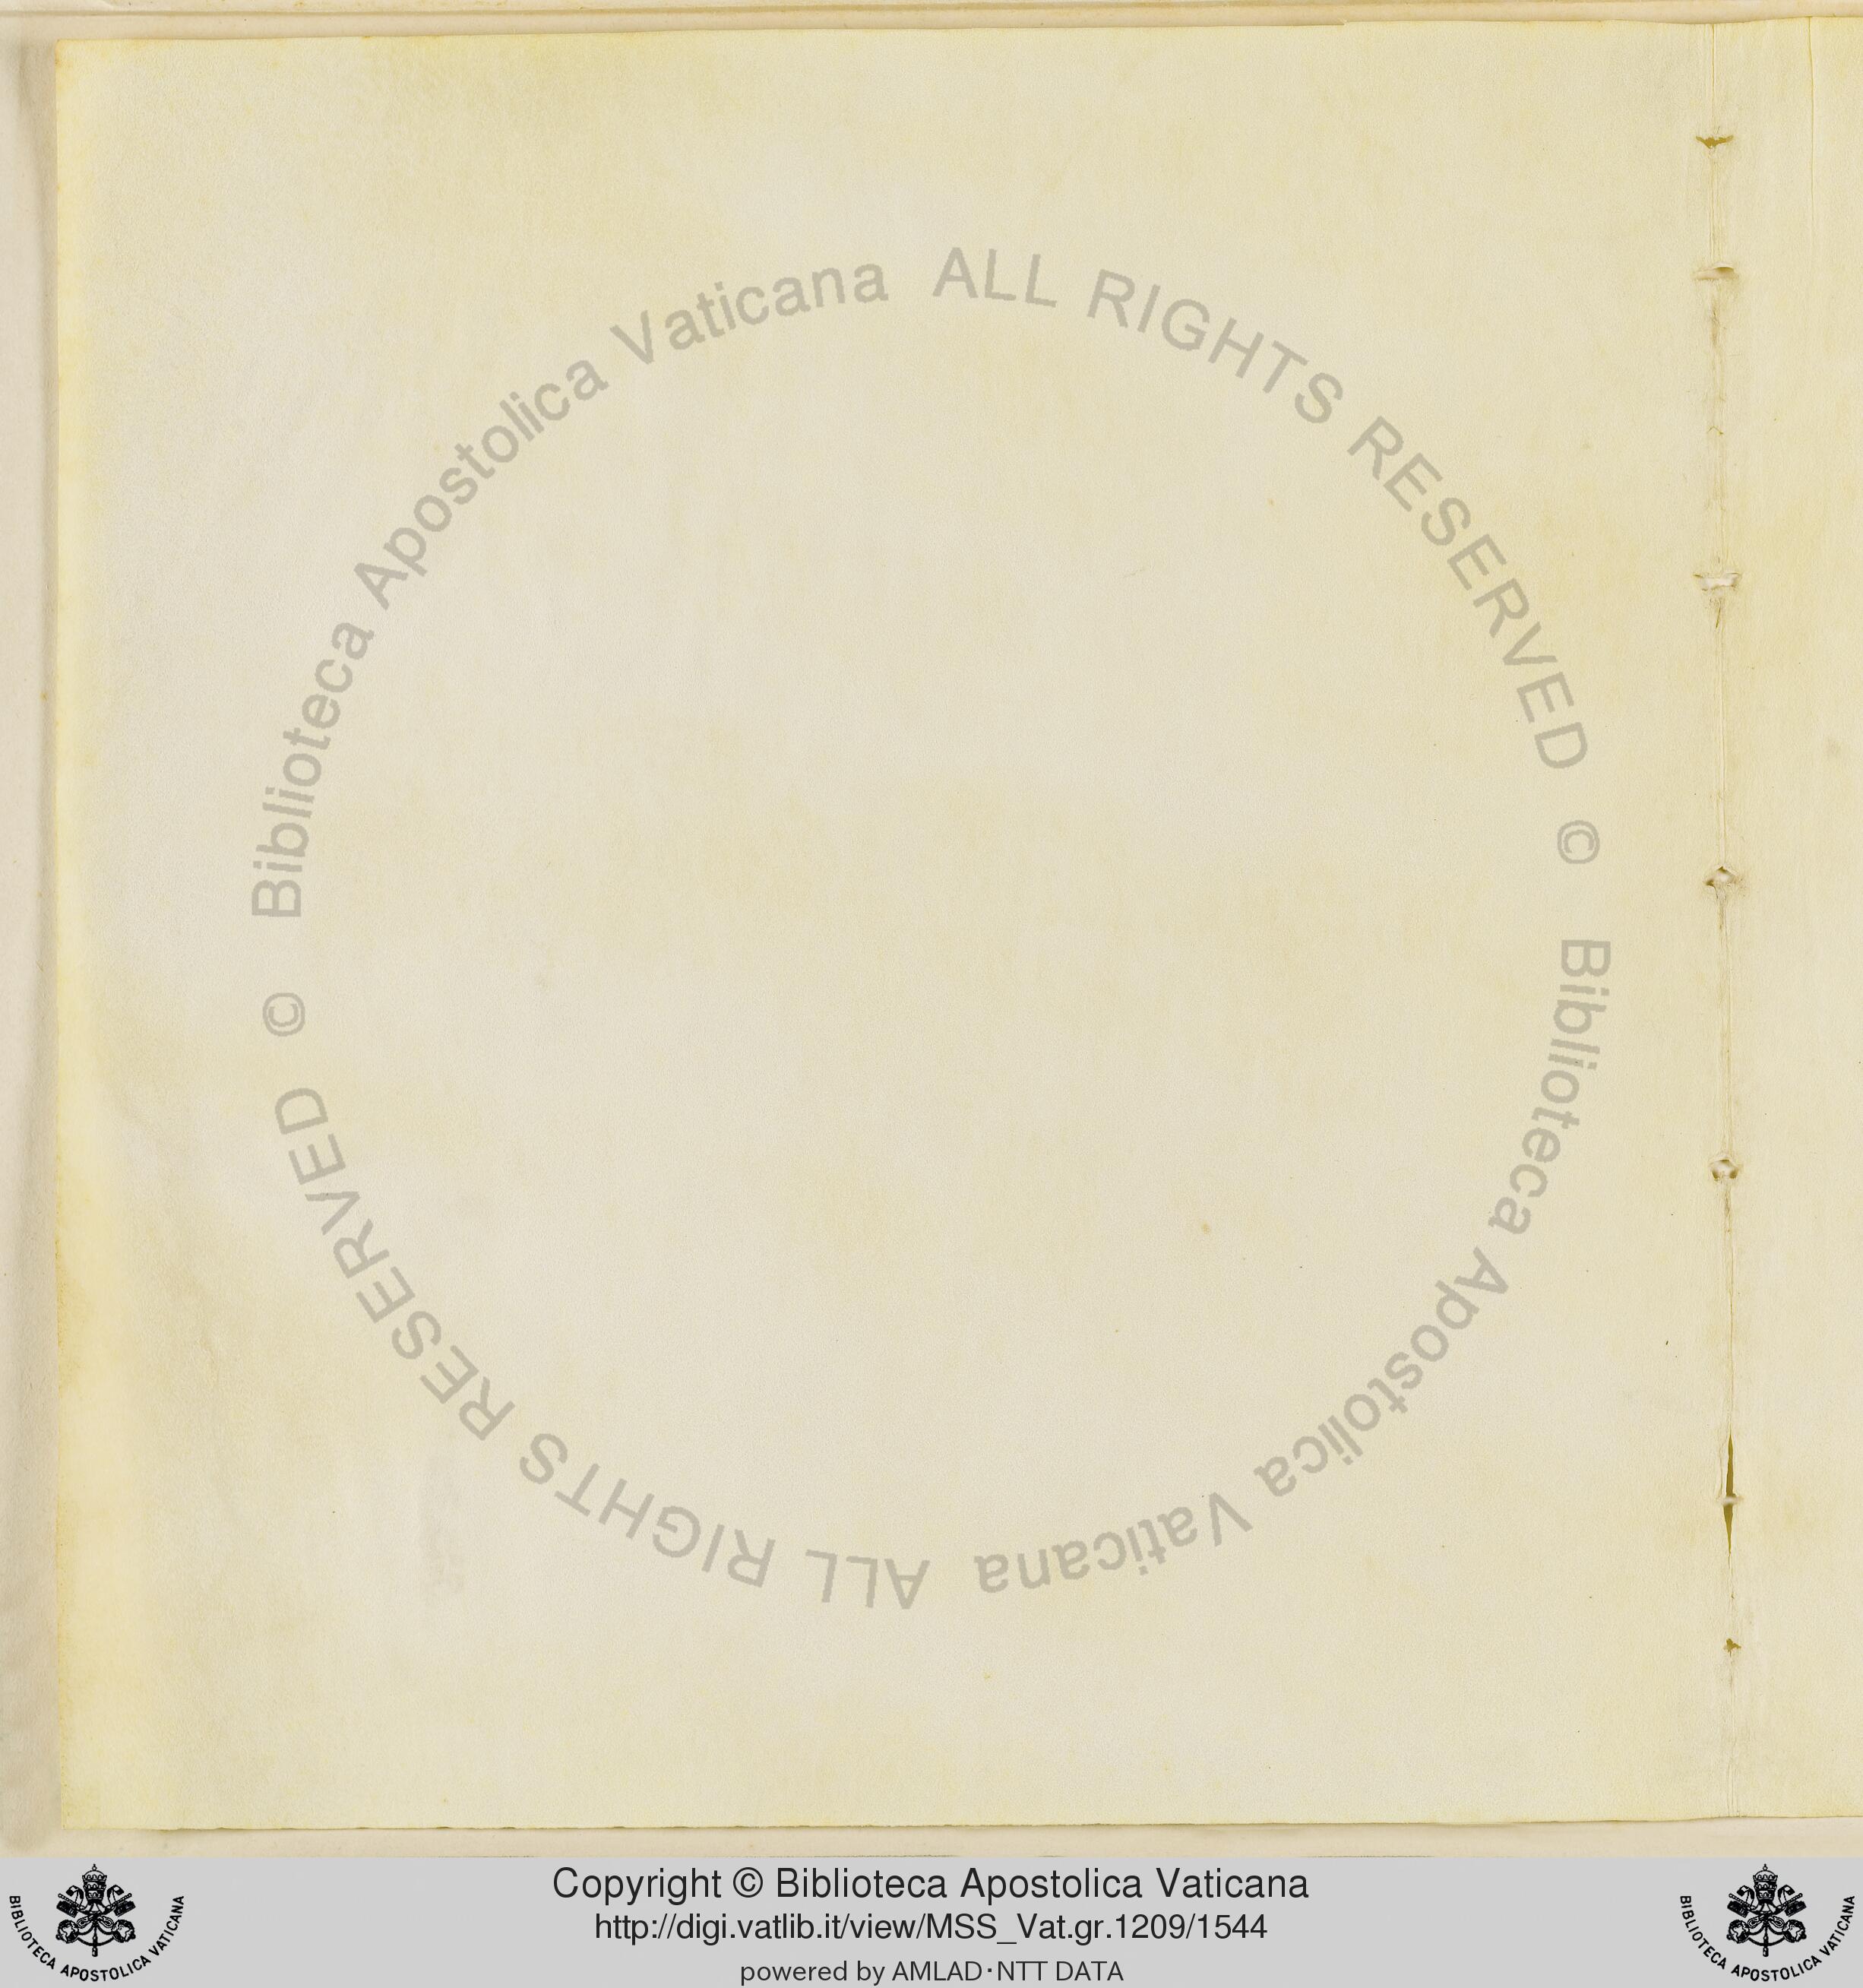 © Biblioteca Apostolica Vaticana ALL RIGHTS RESERVED
© Biblioteca Apostolica Vaticana ALL RIGHTS RESERVED
Copyright © Biblioteca Apostolica Vaticana
http://digi.vatlib.it/view/MSS_Vat.gr.1209/1544
powered by AMLAD·NTT DATA
BIBLIOTECA APOSTOLICA VATICANA
BIBLIOTECA APOSTOLICA VATICANA